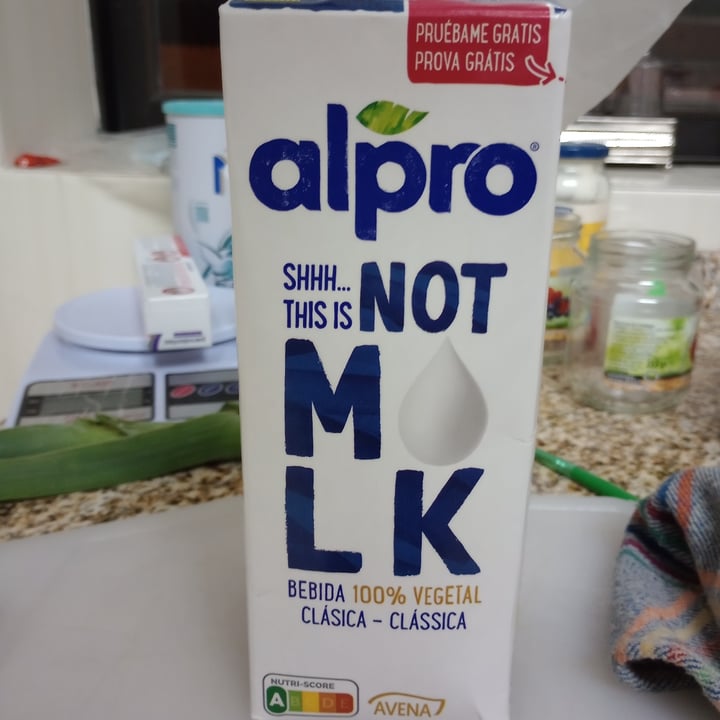 PRUÉBAME GRATIS
PROVA GRÁTIS
alpro®
SHHH...
THIS IS NOT
M LK
BEBIDA 100% VEGETAL
CLÁSICA – CLÁSSICA
NUTRI-SCORE
A B C D E
AVENA